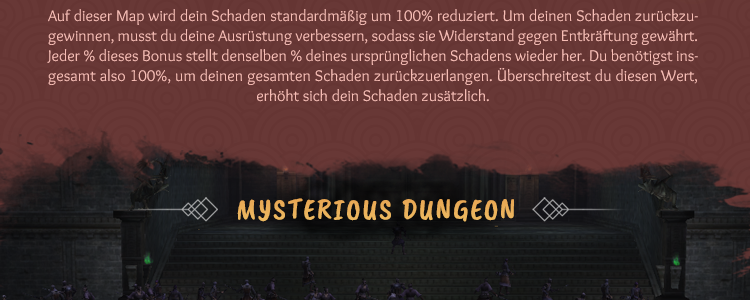 Auf dieser Map wird dein Schaden standardmäßig um 100% reduziert. Um deinen Schaden zurückzu-
gewinnen, musst du deine Ausrüstung verbessern, sodass sie Widerstand gegen Entkräftung gewährt.
Jeder % dieses Bonus stellt denselben % deines ursprünglichen Schadens wieder her. Du benötigst ins-
gesamt also 100%, um deinen gesamten Schaden zurückzuerlangen. Überschreitest du diesen Wert,
erhöht sich dein Schaden zusätzlich.
MYSTERIOUS DUNGEON